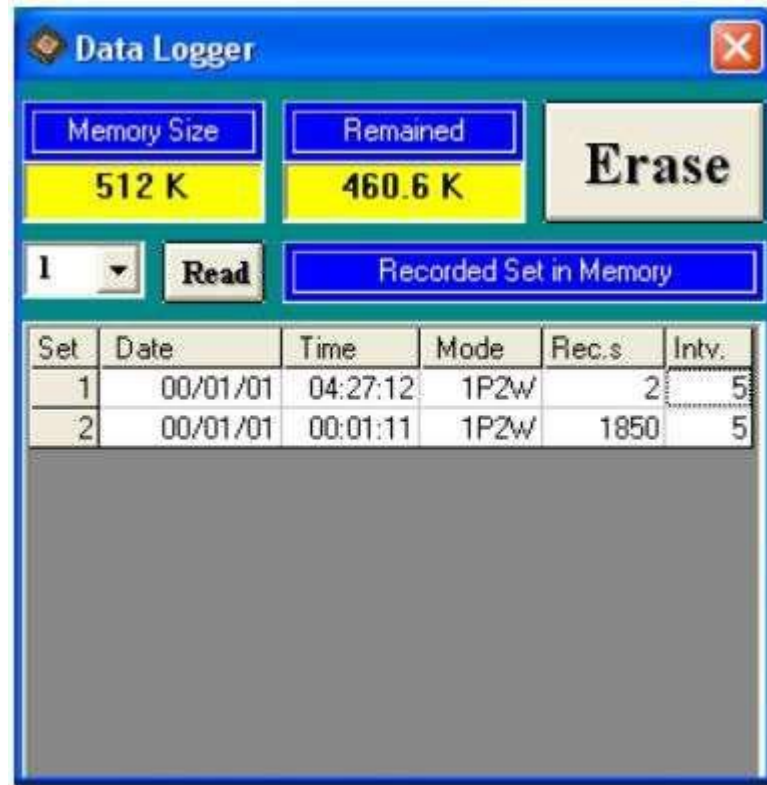 Data Logger
Memory Size Remained Erase
512 K 460.6 K
1 Read Recorded Set in Memory
Set Date Time Mode Rec.s Intv.
1 00/01/01 04:27:12 1P2W 2 5
2 00/01/01 00:01:11 1P2W 1850 5